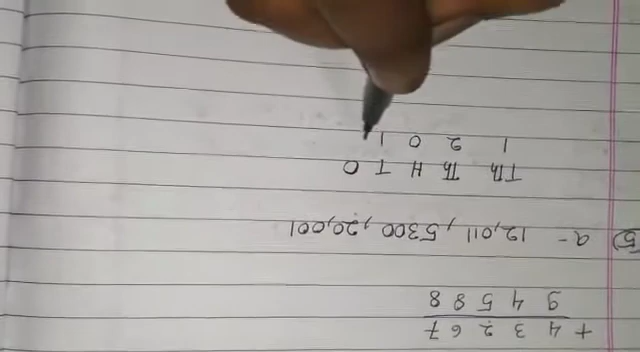 + 4 3 2 6 7
9 4 5 8 8
5) a - 12,011, 5300, 20,001
TTh Th H T O
1 2 0 1